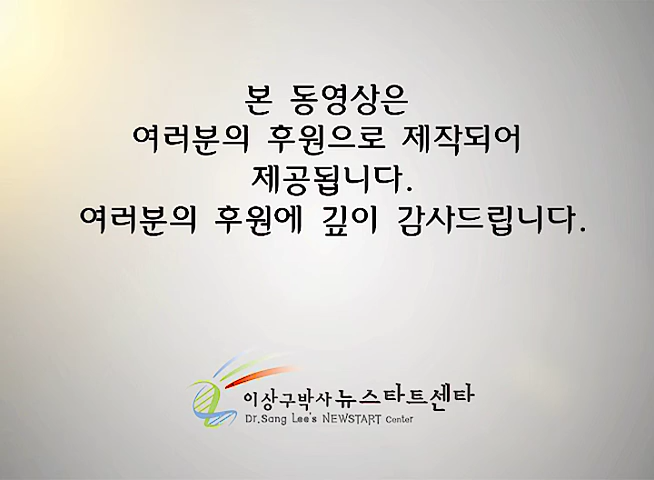 본 동영상은
여러분의 후원으로 제작되어
제공됩니다.
여러분의 후원에 깊이 감사드립니다.
이상구박사 뉴스타트센타
Dr.Sang Lee's NEWSTART Center